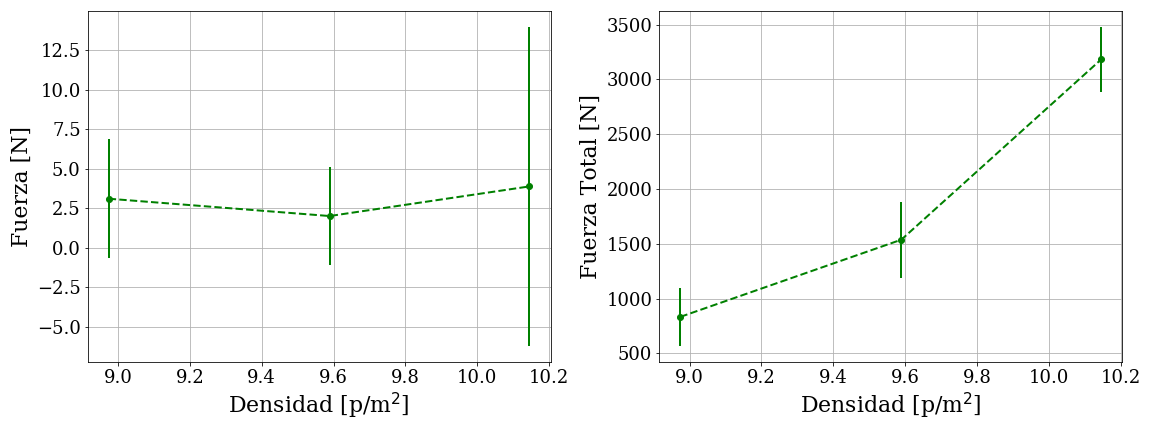 12.5
10.0
7.5
5.0
2.5
0.0
−2.5
−5.0
Fuerza [N]
9.0 9.2 9.4 9.6 9.8 10.0 10.2
Densidad [p/m²]
3500
3000
2500
2000
1500
1000
500
Fuerza Total [N]
9.0 9.2 9.4 9.6 9.8 10.0 10.2
Densidad [p/m²]